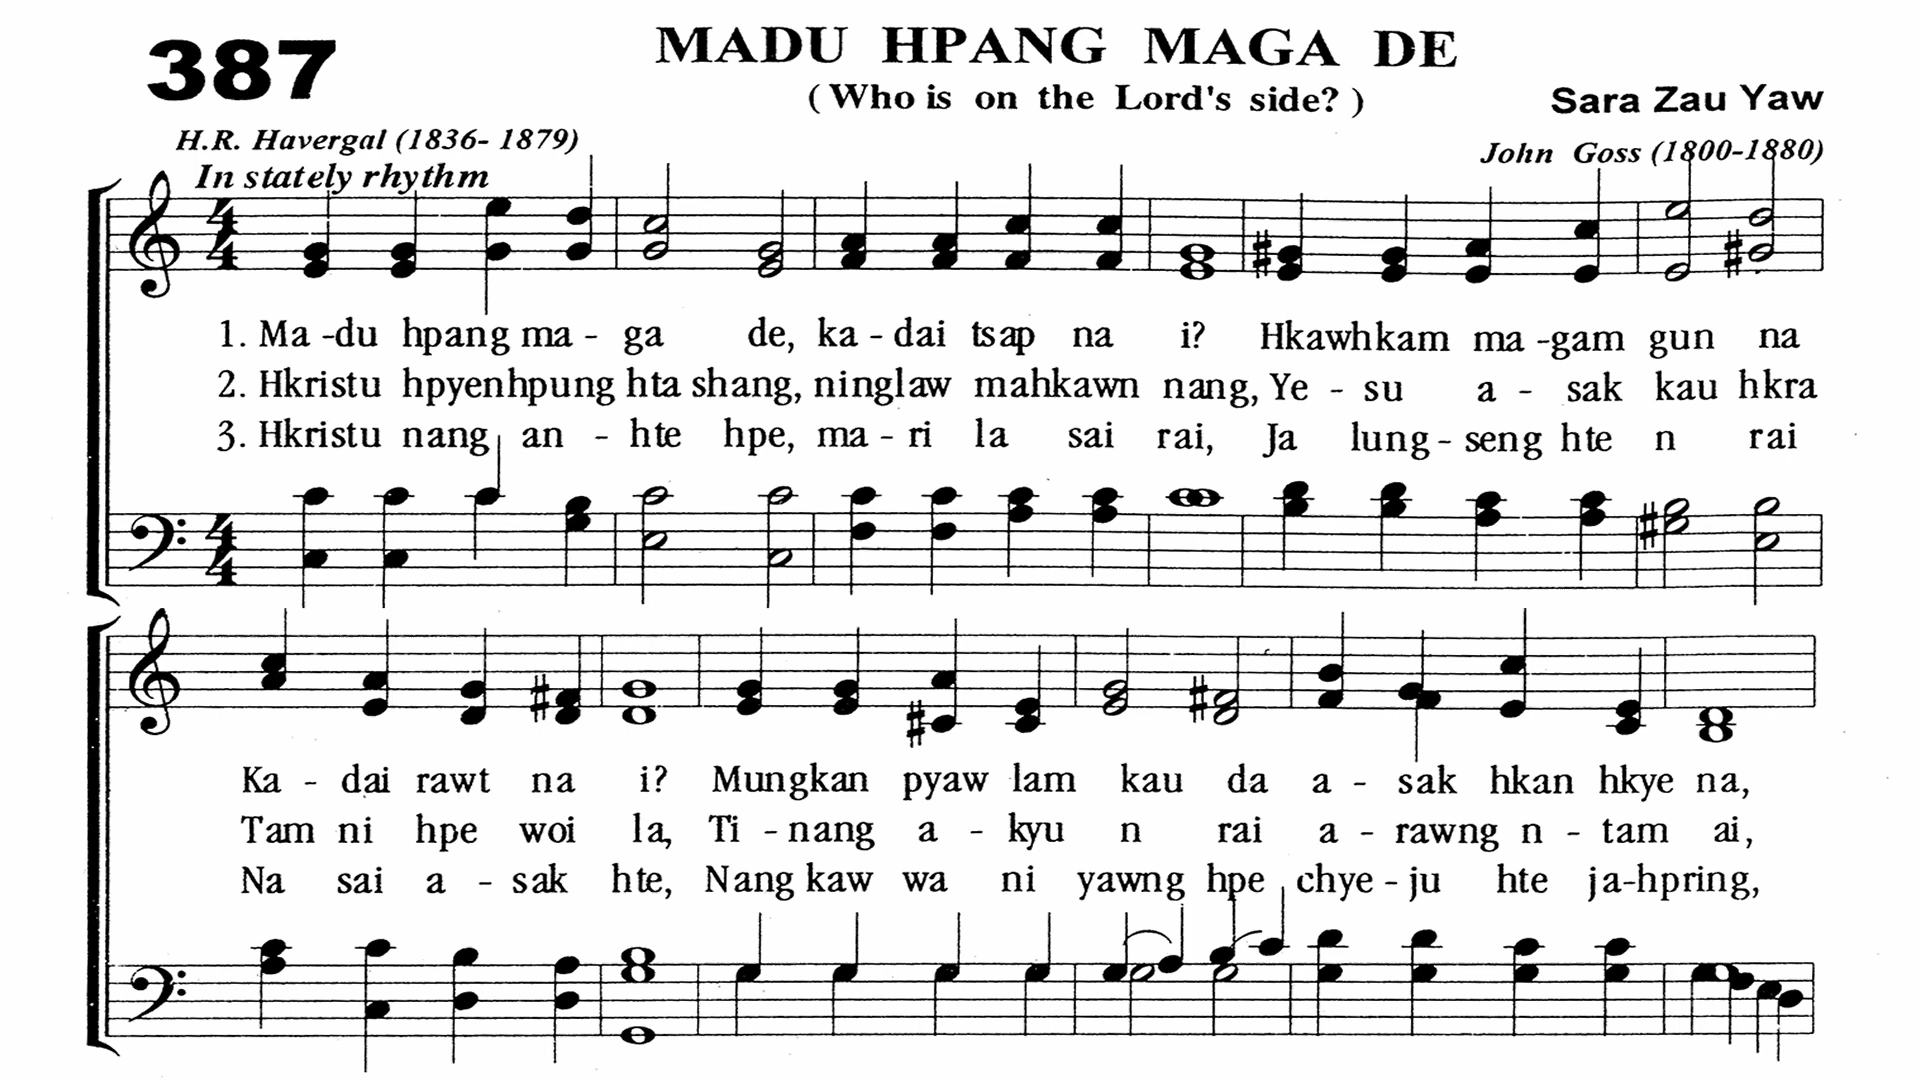 387
MADU HPANG MAGA DE
(Who is on the Lord's side?)
Sara Zau Yaw
H.R. Havergal (1836- 1879)
John Goss (1800-1880)
In stately rhythm
1. Ma -du hpang ma - ga de, ka - dai tsap na i? Hkawhkam ma -gam gun na
2. Hkristu hpyenhpung hta shang, ninglaw mahkawn nang, Ye - su a - sak kau hkra
3. Hkristu nang an - hte hpe, ma - ri la sai rai, Ja lung - seng hte n rai
Ka - dai rawt na i? Mungkan pyaw lam kau da a - sak hkan hkye na,
Tam ni hpe woi la, Ti - nang a - kyu n rai a - rawng n - tam ai,
Na sai a - sak hte, Nang kaw wa ni yawng hpe chye - ju hte ja-hpring,